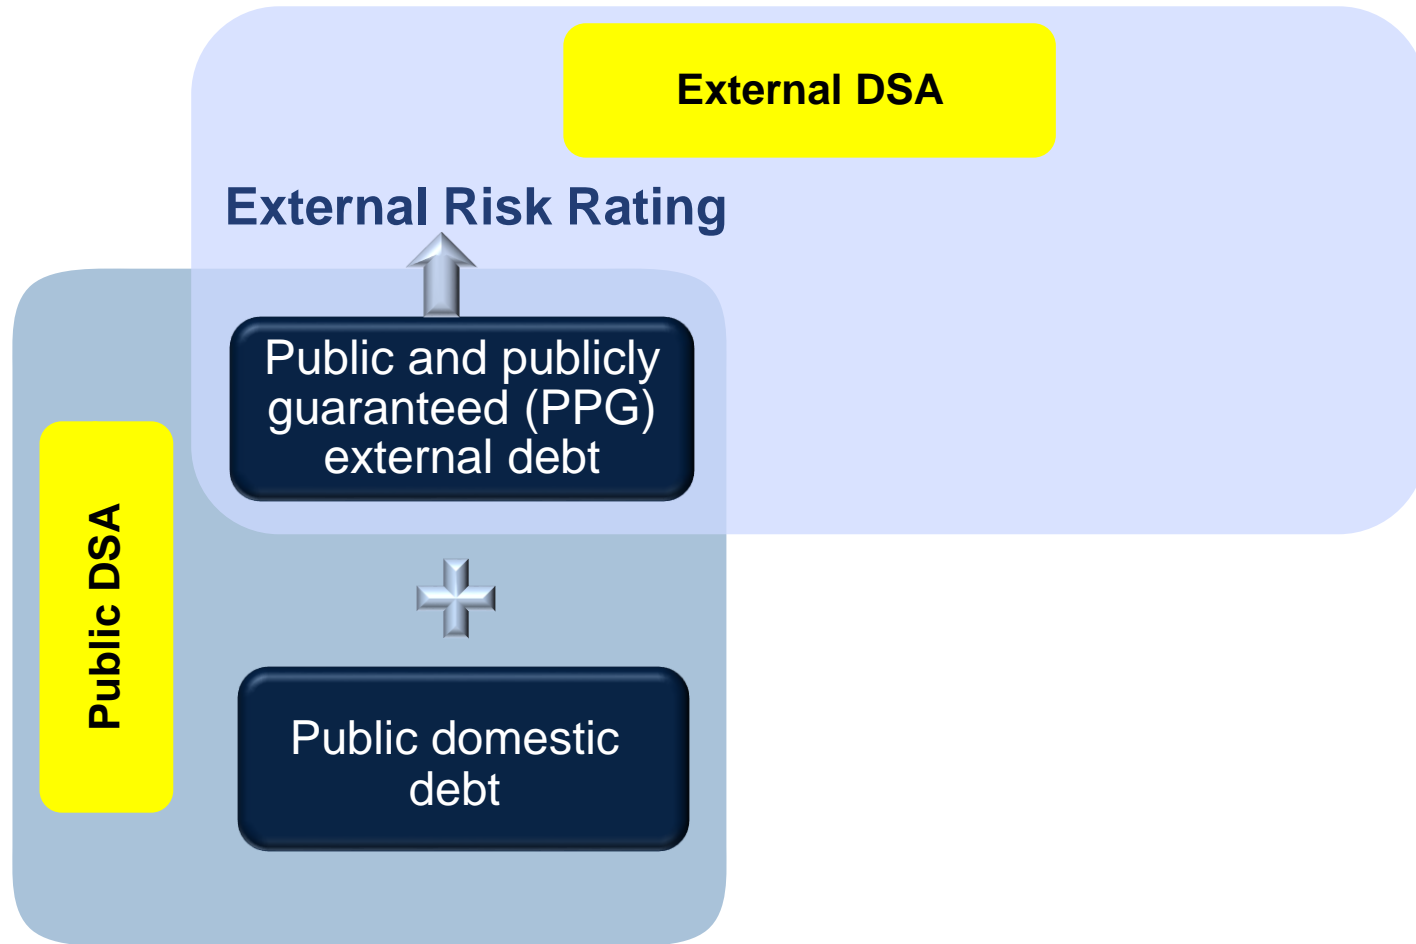 External DSA
External Risk Rating
Public and publicly
guaranteed (PPG)
external debt
Public DSA
Public domestic
debt